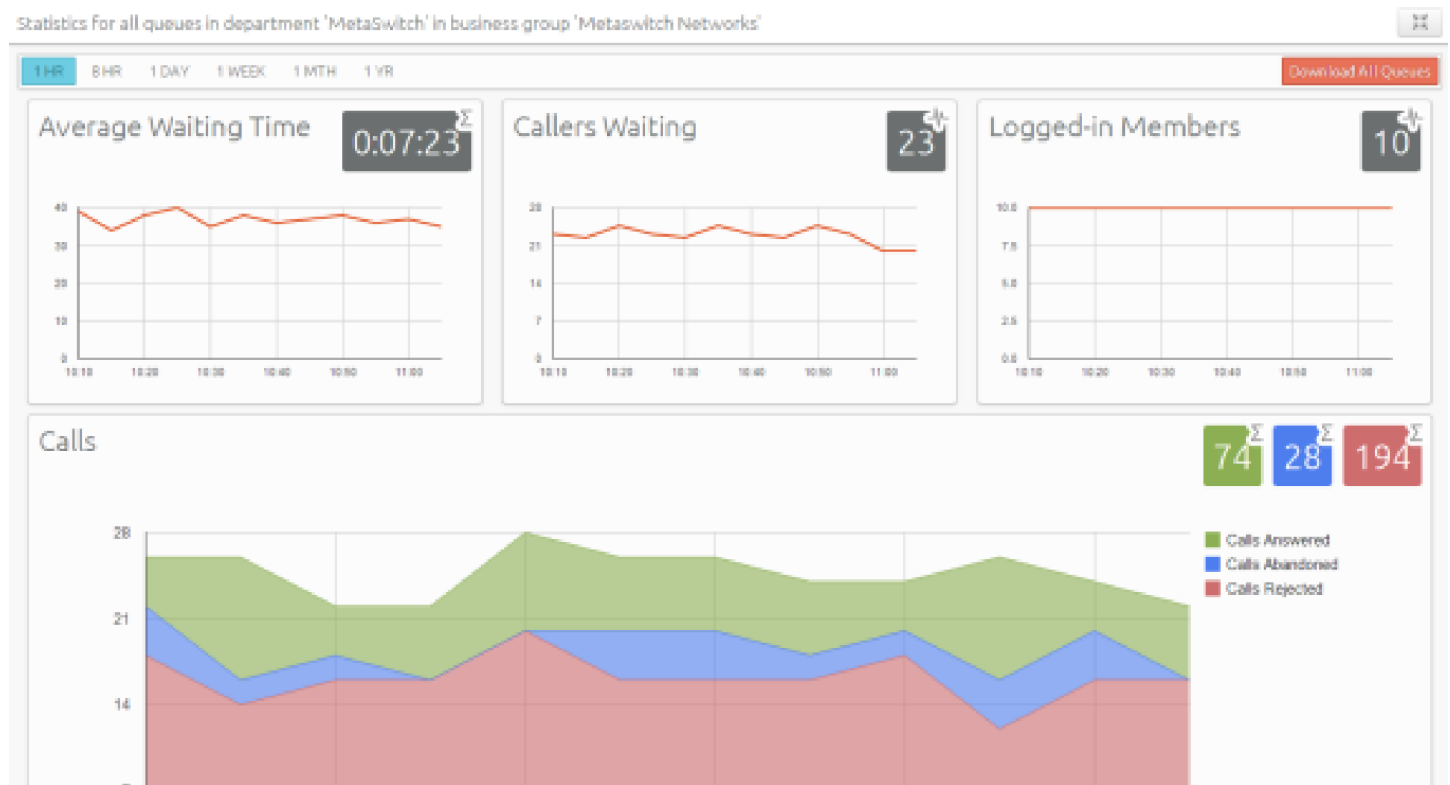 Statistics for all queues in department 'MetaSwitch' in business group 'Metaswitch Networks'
1 HR 8 HR 1 DAY 1 WEEK 1 MTH 1 YR
Download All Queues
Average Waiting Time
0:07:23 Σ
40
30
20
10
0
10:10 10:20 10:30 10:40 10:50 11:00
Callers Waiting
23
28
21
14
7
0
10:10 10:20 10:30 10:40 10:50 11:00
Logged-in Members
10
10.0
7.5
5.0
2.5
0.0
10:10 10:20 10:30 10:40 10:50 11:00
Calls
74 Σ 28 Σ 194 Σ
28
21
14
Calls Answered
Calls Abandoned
Calls Rejected